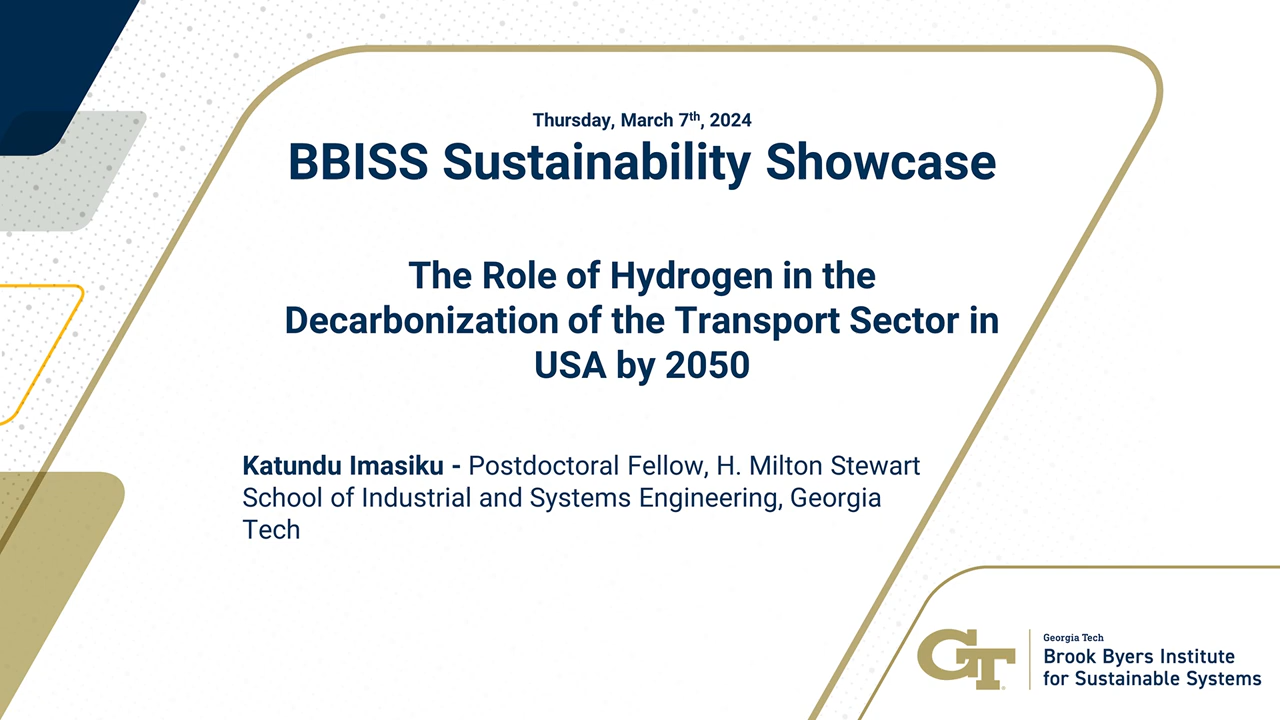 Thursday, March 7th, 2024
BBISS Sustainability Showcase
The Role of Hydrogen in the
Decarbonization of the Transport Sector in
USA by 2050
Katundu Imasiku - Postdoctoral Fellow, H. Milton Stewart
School of Industrial and Systems Engineering, Georgia
Tech
GT
Georgia Tech
Brook Byers Institute
for Sustainable Systems